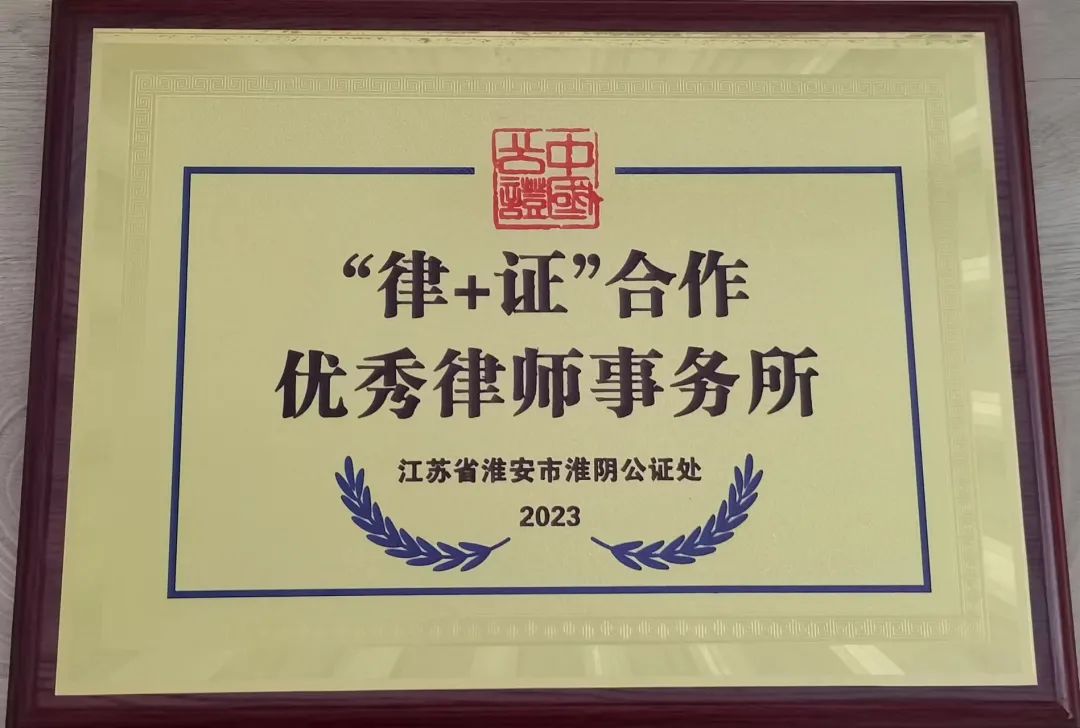 中國公證
“律+证”合作
优秀律师事务所
江苏省淮安市淮阴公证处
2023